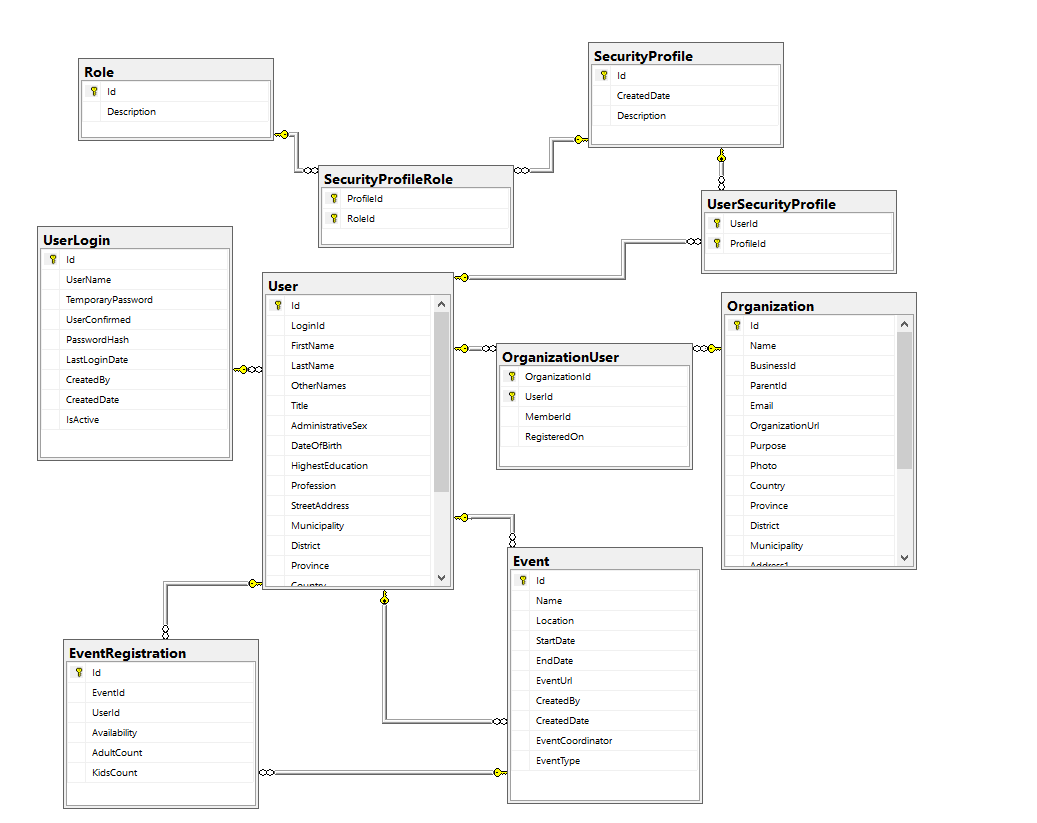 Role
Id
Description
SecurityProfile
Id
CreatedDate
Description
SecurityProfileRole
ProfileId
RoleId
UserSecurityProfile
UserId
ProfileId
UserLogin
Id
UserName
TemporaryPassword
UserConfirmed
PasswordHash
LastLoginDate
CreatedBy
CreatedDate
IsActive
User
Id
LoginId
FirstName
LastName
OtherNames
Title
AdministrativeSex
DateOfBirth
HighestEducation
Profession
StreetAddress
Municipality
District
Province
Country
OrganizationUser
OrganizationId
UserId
MemberId
RegisteredOn
Organization
Id
Name
BusinessId
ParentId
Email
OrganizationUrl
Purpose
Photo
Country
Province
District
Municipality
Address1
Event
Id
Name
Location
StartDate
EndDate
EventUrl
CreatedBy
CreatedDate
EventCoordinator
EventType
EventRegistration
Id
EventId
UserId
Availability
AdultCount
KidsCount